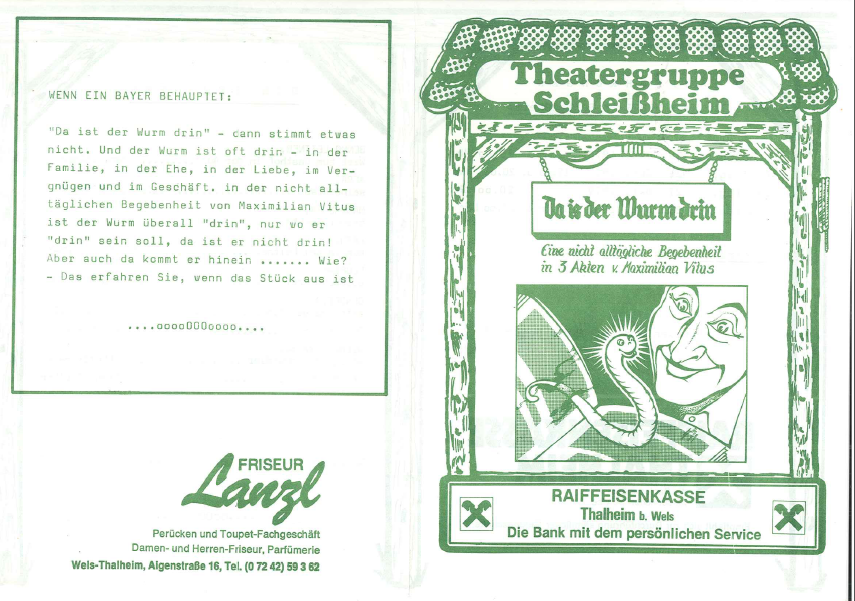 WENN EIN BAYER BEHAUPTET:
"Da ist der Wurm drin" - dann stimmt etwas
nicht. Und der Wurm ist oft drin - in der
Familie, in der Ehe, in der Liebe, im Ver-
gnügen und im Geschäft. in der nicht all-
täglichen Begebenheit von Maximilian Vitus
ist der Wurm überall "drin", nur wo er
"drin" sein soll, da ist er nicht drin!
Aber auch da kommt er hinein ....... Wie?
- Das erfahren Sie, wenn das Stück aus ist
....ooooOOOoooo....
FRISEUR
Lanzl
Perücken und Toupet-Fachgeschäft
Damen- und Herren-Friseur, Parfümerie
Wels-Thalheim, Aigenstraße 16, Tel. (0 72 42) 59 3 62
Theatergruppe
Schleißheim
Da is der Wurm drin
Eine nicht alltägliche Begebenheit
in 3 Akten v. Maximilian Vitus
RAIFFEISENKASSE
Thalheim b. Wels
Die Bank mit dem persönlichen Service